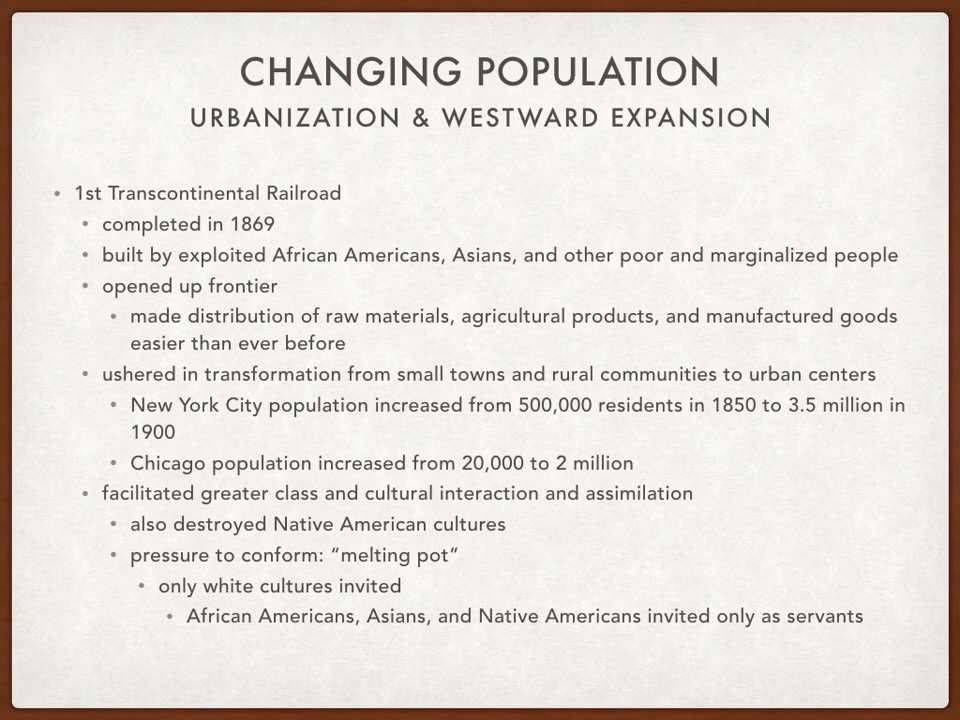 CHANGING POPULATION
URBANIZATION & WESTWARD EXPANSION
• 1st Transcontinental Railroad
• completed in 1869
• built by exploited African Americans, Asians, and other poor and marginalized people
• opened up frontier
• made distribution of raw materials, agricultural products, and manufactured goods
easier than ever before
• ushered in transformation from small towns and rural communities to urban centers
• New York City population increased from 500,000 residents in 1850 to 3.5 million in
1900
• Chicago population increased from 20,000 to 2 million
• facilitated greater class and cultural interaction and assimilation
• also destroyed Native American cultures
• pressure to conform: “melting pot”
• only white cultures invited
• African Americans, Asians, and Native Americans invited only as servants